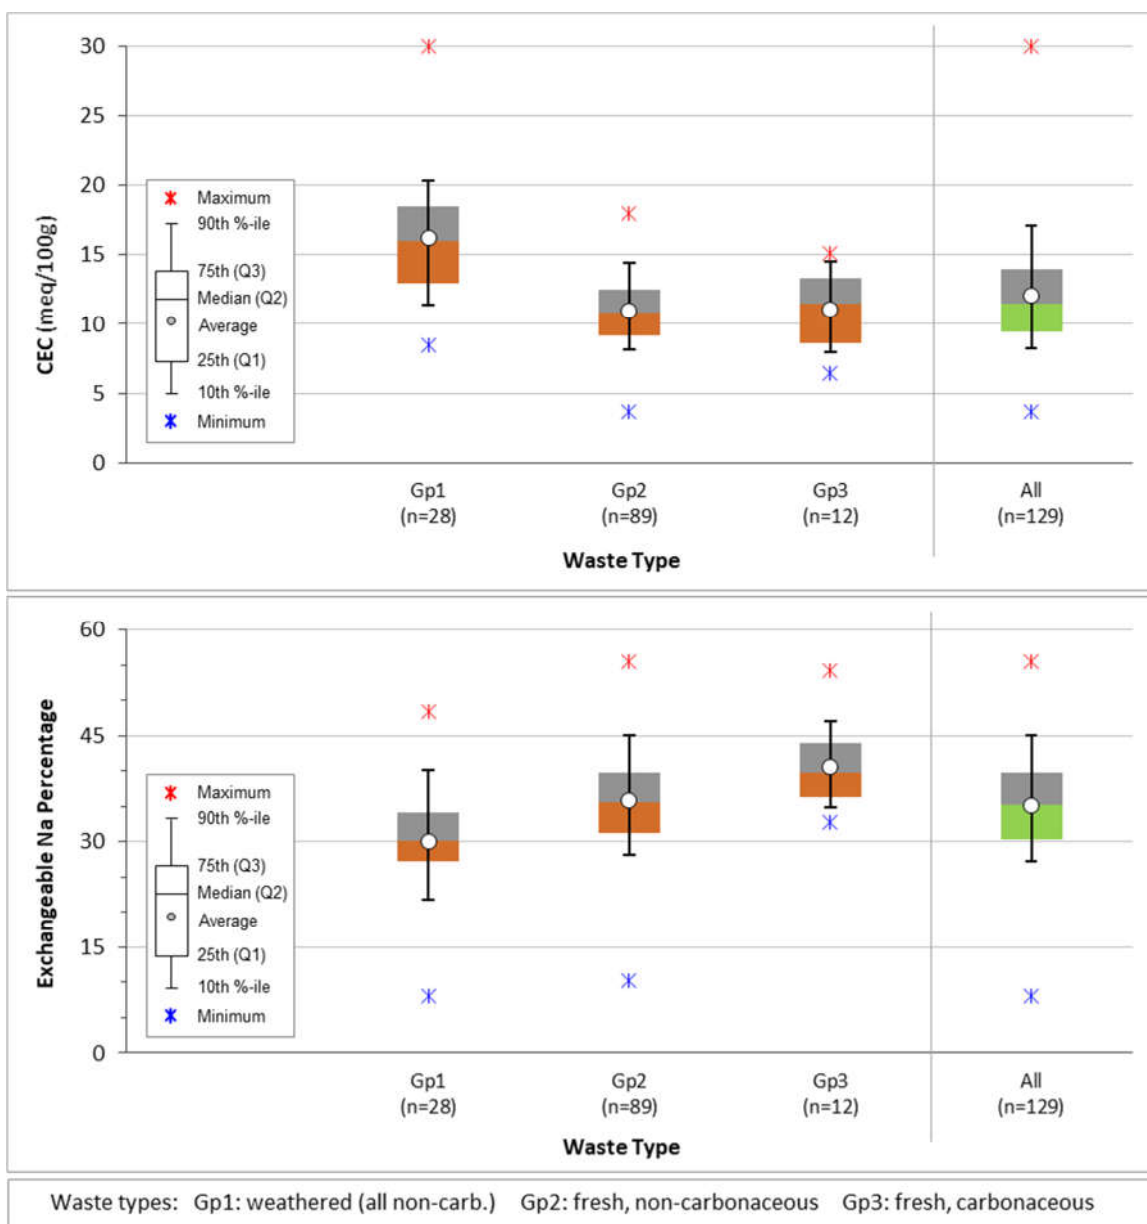 30
25
20
15
10
5
0
CEC (meq/100g)
Maximum
90th %-ile
75th (Q3)
Median (Q2)
Average
25th (Q1)
10th %-ile
Minimum
Gp1 Gp2 Gp3 All
(n=28) (n=89) (n=12) (n=129)
Waste Type
60
45
30
15
0
Exchangeable Na Percentage
Maximum
90th %-ile
75th (Q3)
Median (Q2)
Average
25th (Q1)
10th %-ile
Minimum
Gp1 Gp2 Gp3 All
(n=28) (n=89) (n=12) (n=129)
Waste Type
Waste types: Gp1: weathered (all non-carb.) Gp2: fresh, non-carbonaceous Gp3: fresh, carbonaceous